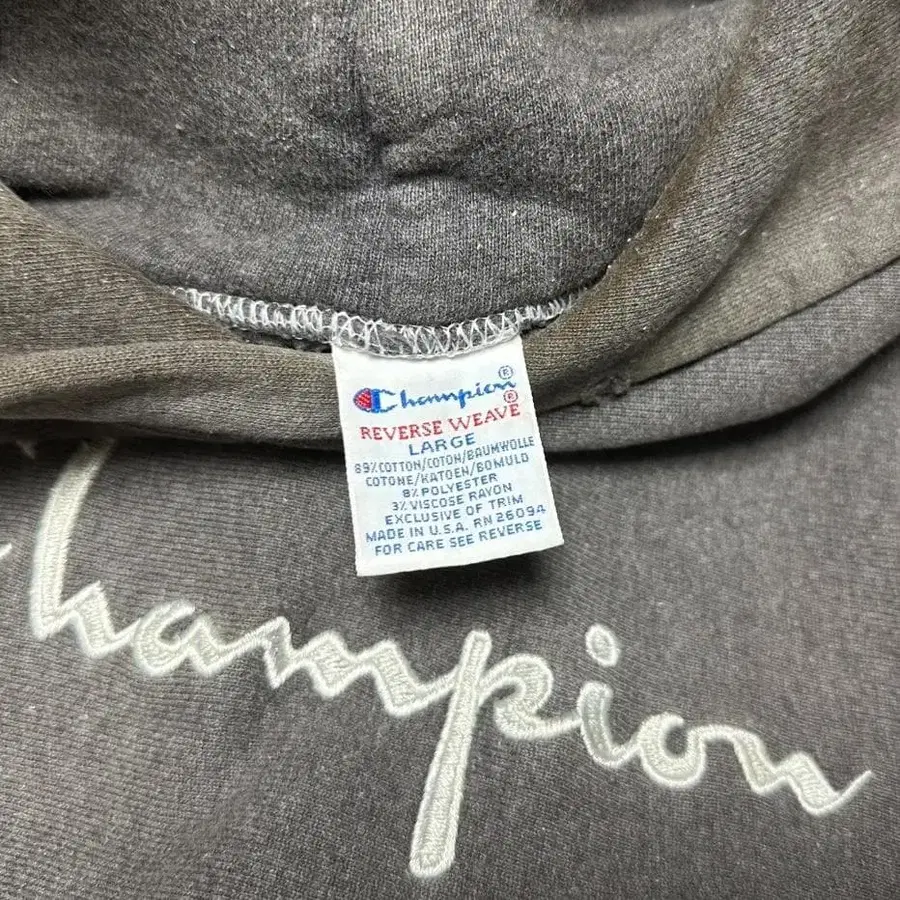 Champion®
REVERSE WEAVE®
LARGE
89% COTTON/COTON/BAUMWOLLE
COTONE/KATOEN/BOMULD
8% POLYESTER
3% VISCOSE RAYON
EXCLUSIVE OF TRIM
MADE IN U.S.A. RN 26094
FOR CARE SEE REVERSE
Champion